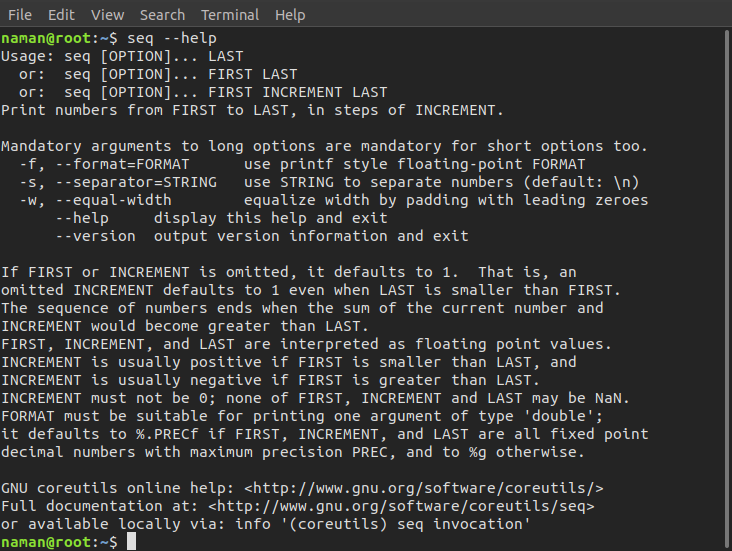 File Edit View Search Terminal Help
naman@root:~$ seq --help
Usage: seq [OPTION]... LAST
  or:  seq [OPTION]... FIRST LAST
  or:  seq [OPTION]... FIRST INCREMENT LAST
Print numbers from FIRST to LAST, in steps of INCREMENT.

Mandatory arguments to long options are mandatory for short options too.
  -f, --format=FORMAT      use printf style floating-point FORMAT
  -s, --separator=STRING   use STRING to separate numbers (default: \n)
  -w, --equal-width        equalize width by padding with leading zeroes
      --help     display this help and exit
      --version  output version information and exit

If FIRST or INCREMENT is omitted, it defaults to 1.  That is, an
omitted INCREMENT defaults to 1 even when LAST is smaller than FIRST.
The sequence of numbers ends when the sum of the current number and
INCREMENT would become greater than LAST.
FIRST, INCREMENT, and LAST are interpreted as floating point values.
INCREMENT is usually positive if FIRST is smaller than LAST, and
INCREMENT is usually negative if FIRST is greater than LAST.
INCREMENT must not be 0; none of FIRST, INCREMENT and LAST may be NaN.
FORMAT must be suitable for printing one argument of type 'double';
it defaults to %.PRECf if FIRST, INCREMENT, and LAST are all fixed point
decimal numbers with maximum precision PREC, and to %g otherwise.

GNU coreutils online help: <http://www.gnu.org/software/coreutils/>
Full documentation at: <http://www.gnu.org/software/coreutils/seq>
or available locally via: info '(coreutils) seq invocation'
naman@root:~$